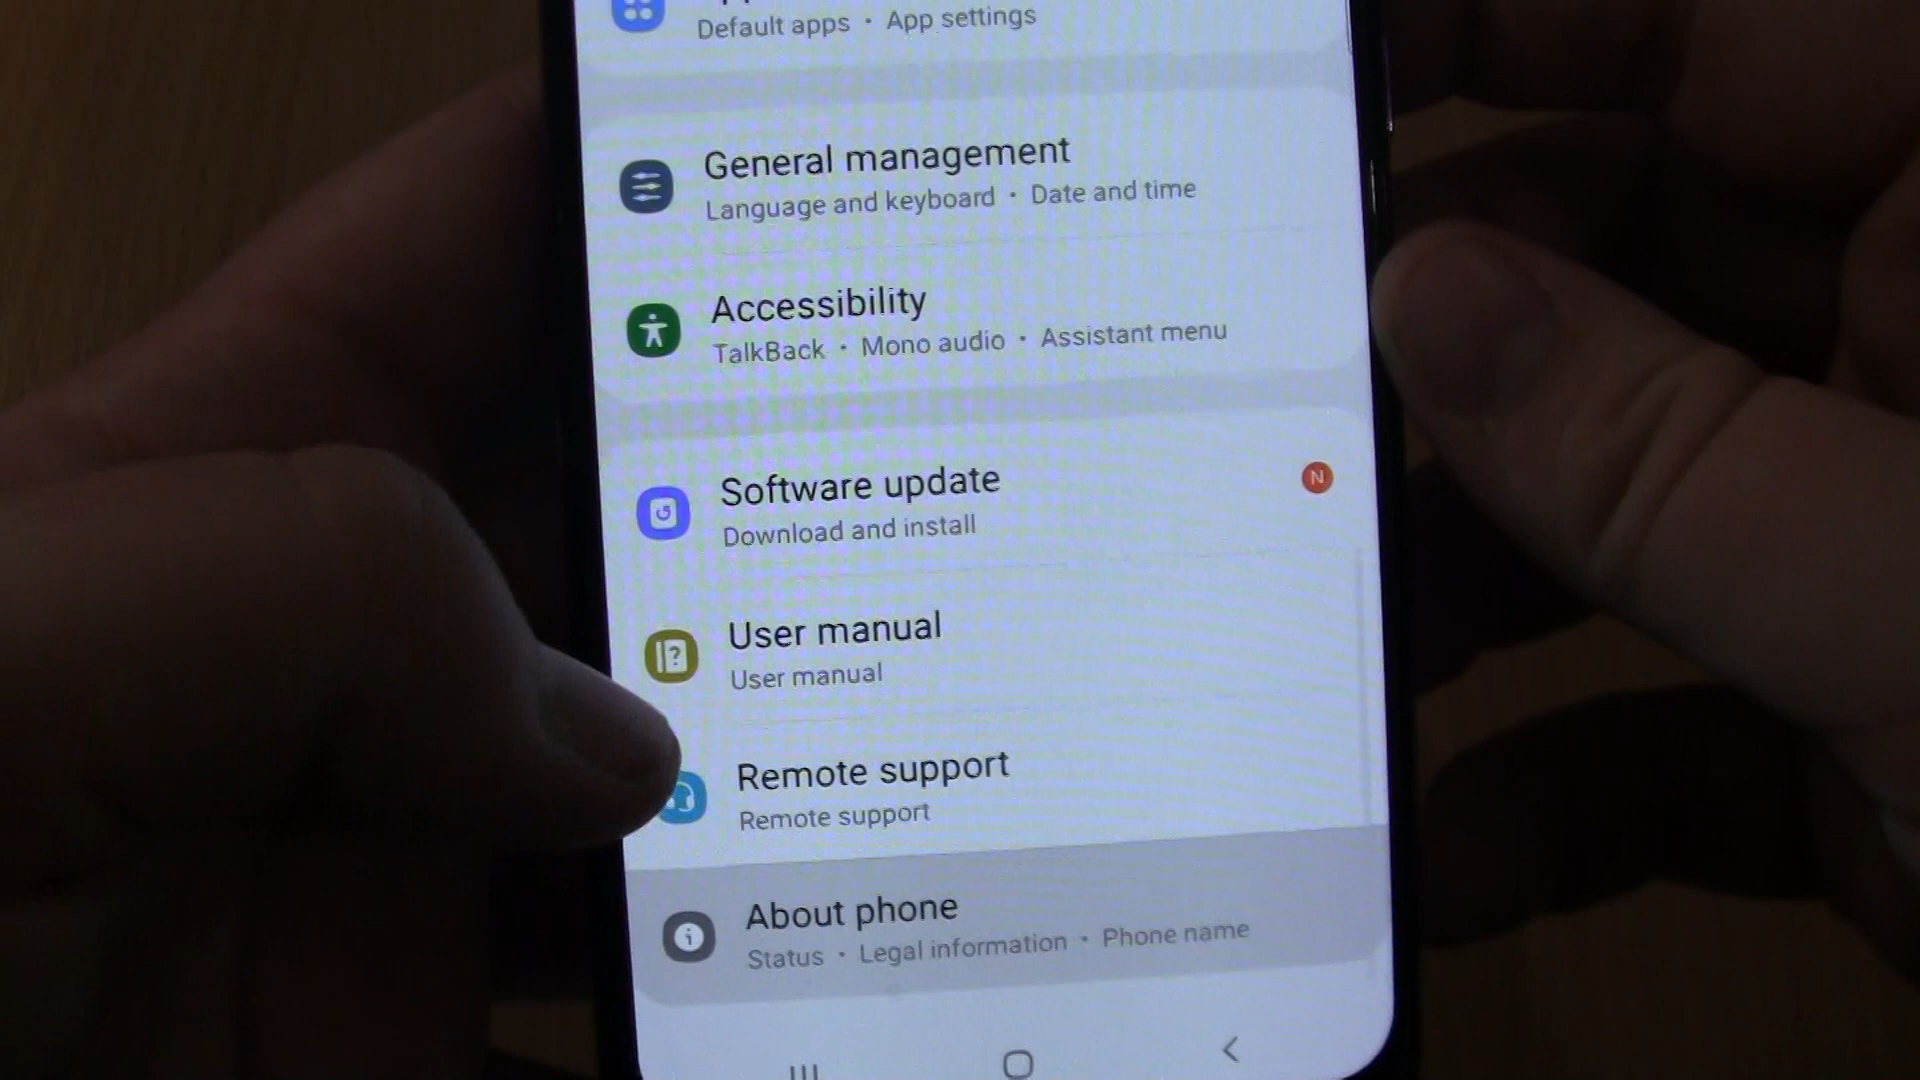 Default apps • App settings
General management
Language and keyboard • Date and time
Accessibility
TalkBack • Mono audio • Assistant menu
Software update
N
Download and install
User manual
User manual
Remote support
Remote support
About phone
Status • Legal information • Phone name